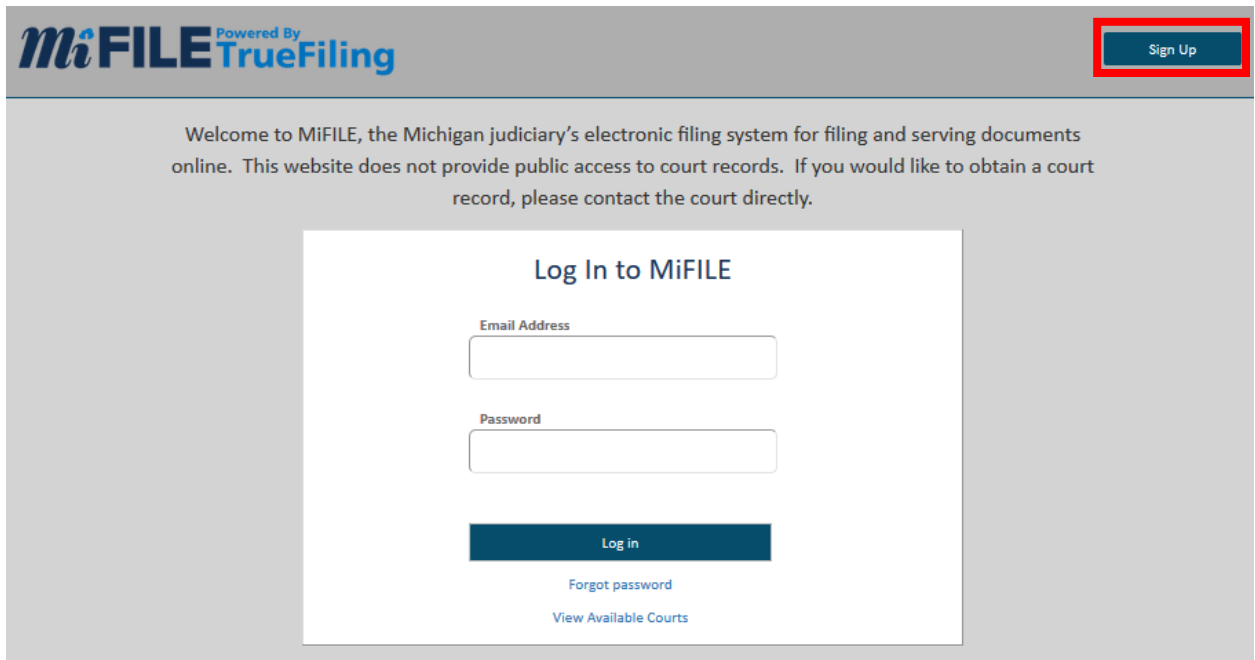 MiFILE Powered By TrueFiling
Sign Up
Welcome to MiFILE, the Michigan judiciary's electronic filing system for filing and serving documents
online.  This website does not provide public access to court records.  If you would like to obtain a court
record, please contact the court directly.
Log In to MiFILE
Email Address
Password
Log in
Forgot password
View Available Courts